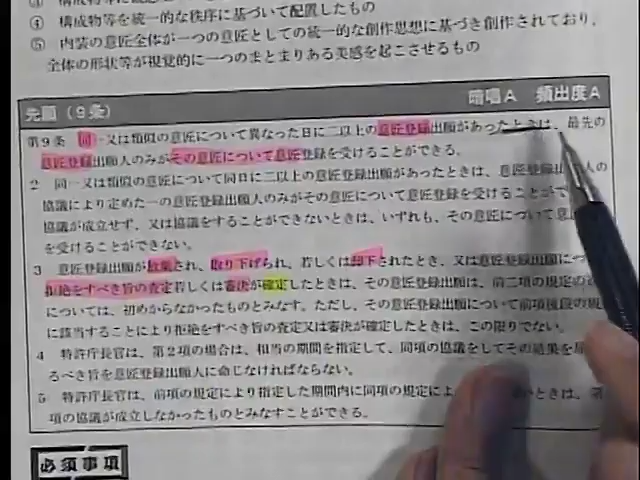 ④ 構成物等を統一的な秩序に基づいて配置したもの
⑤ 内装の意匠全体が一つの意匠としての統一的な創作思想に基づき創作されており、
全体の形状等が視覚的に一つのまとまりある美感を起こさせるもの
先願（9条） 暗唱A 頻出度A
第9条 同一又は類似の意匠について異なった日に二以上の意匠登録出願があったときは、最先の
意匠登録出願人のみがその意匠について意匠登録を受けることができる。
2 同一又は類似の意匠について同日に二以上の意匠登録出願があったときは、意匠登録出願人の
協議により定めた一の意匠登録出願人のみがその意匠について意匠登録を受けることがで
協議が成立せず、又は協議をすることができないときは、いずれも、その意匠について意
を受けることができない。
3 意匠登録出願が放棄され、取り下げられ、若しくは却下されたとき、又は意匠登録出願につ
拒絶をすべき旨の査定若しくは審決が確定したときは、その意匠登録出願は、前二項の規定の
については、初めからなかったものとみなす。ただし、その意匠登録出願について前項後段の規
に該当することにより拒絶をすべき旨の査定又は審決が確定したときは、この限りでない。
4 特許庁長官は、第2項の場合は、相当の期間を指定して、同項の協議をしてその結果を
るべき旨を意匠登録出願人に命じなければならない。
5 特許庁長官は、前項の規定により指定した期間内に同項の規定によ ないときは、第
項の協議が成立しなかったものとみなすことができる。
必須事項